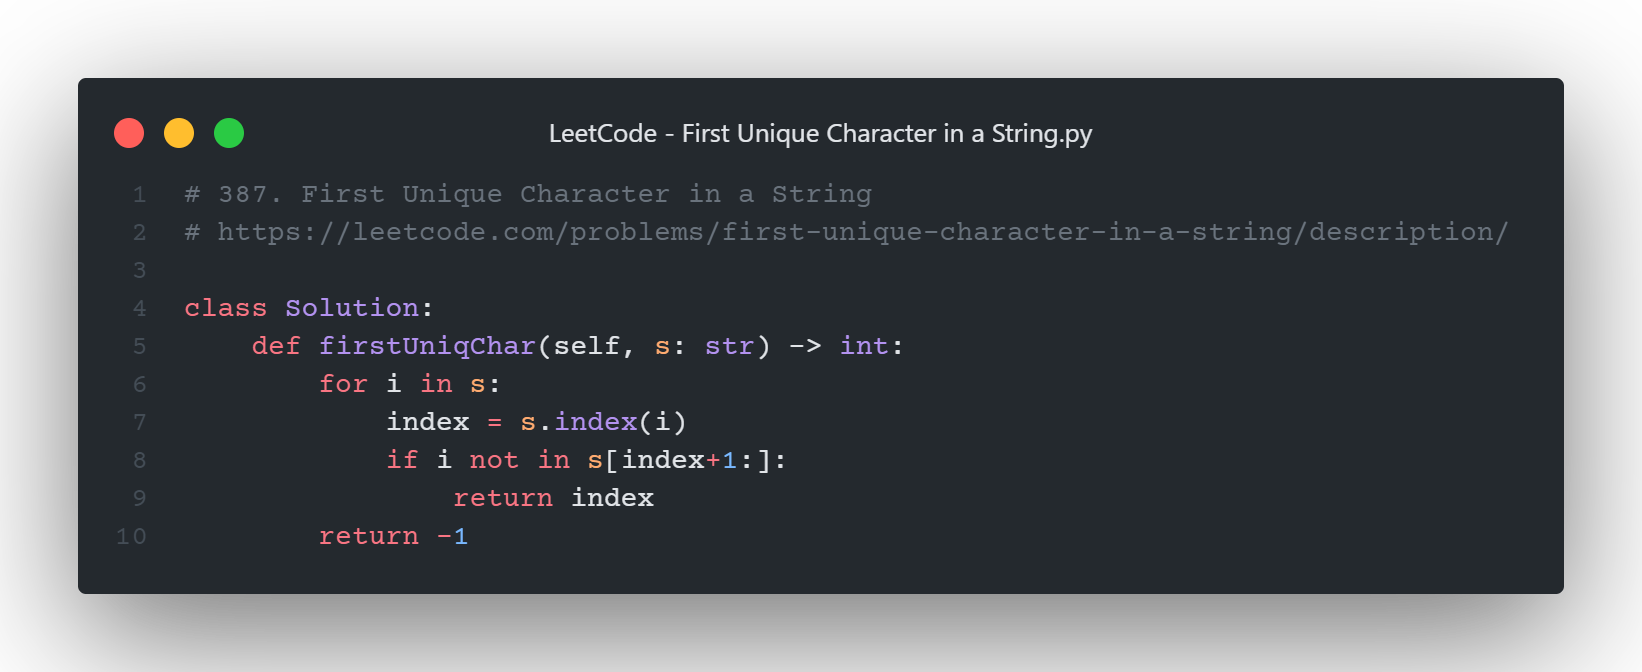 LeetCode - First Unique Character in a String.py
1 # 387. First Unique Character in a String
2 # https://leetcode.com/problems/first-unique-character-in-a-string/description/
3
4 class Solution:
5     def firstUniqChar(self, s: str) -> int:
6         for i in s:
7             index = s.index(i)
8             if i not in s[index+1:]:
9                 return index
10         return -1